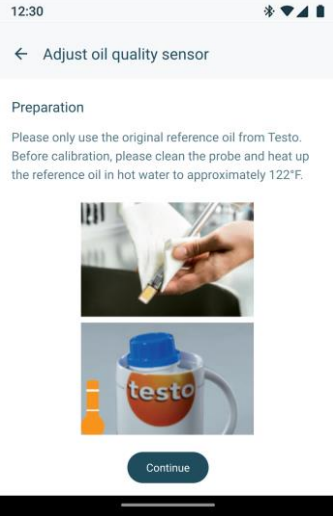 12:30
Adjust oil quality sensor
Preparation
Please only use the original reference oil from Testo.
Before calibration, please clean the probe and heat up
the reference oil in hot water to approximately 122°F.
testo
Continue